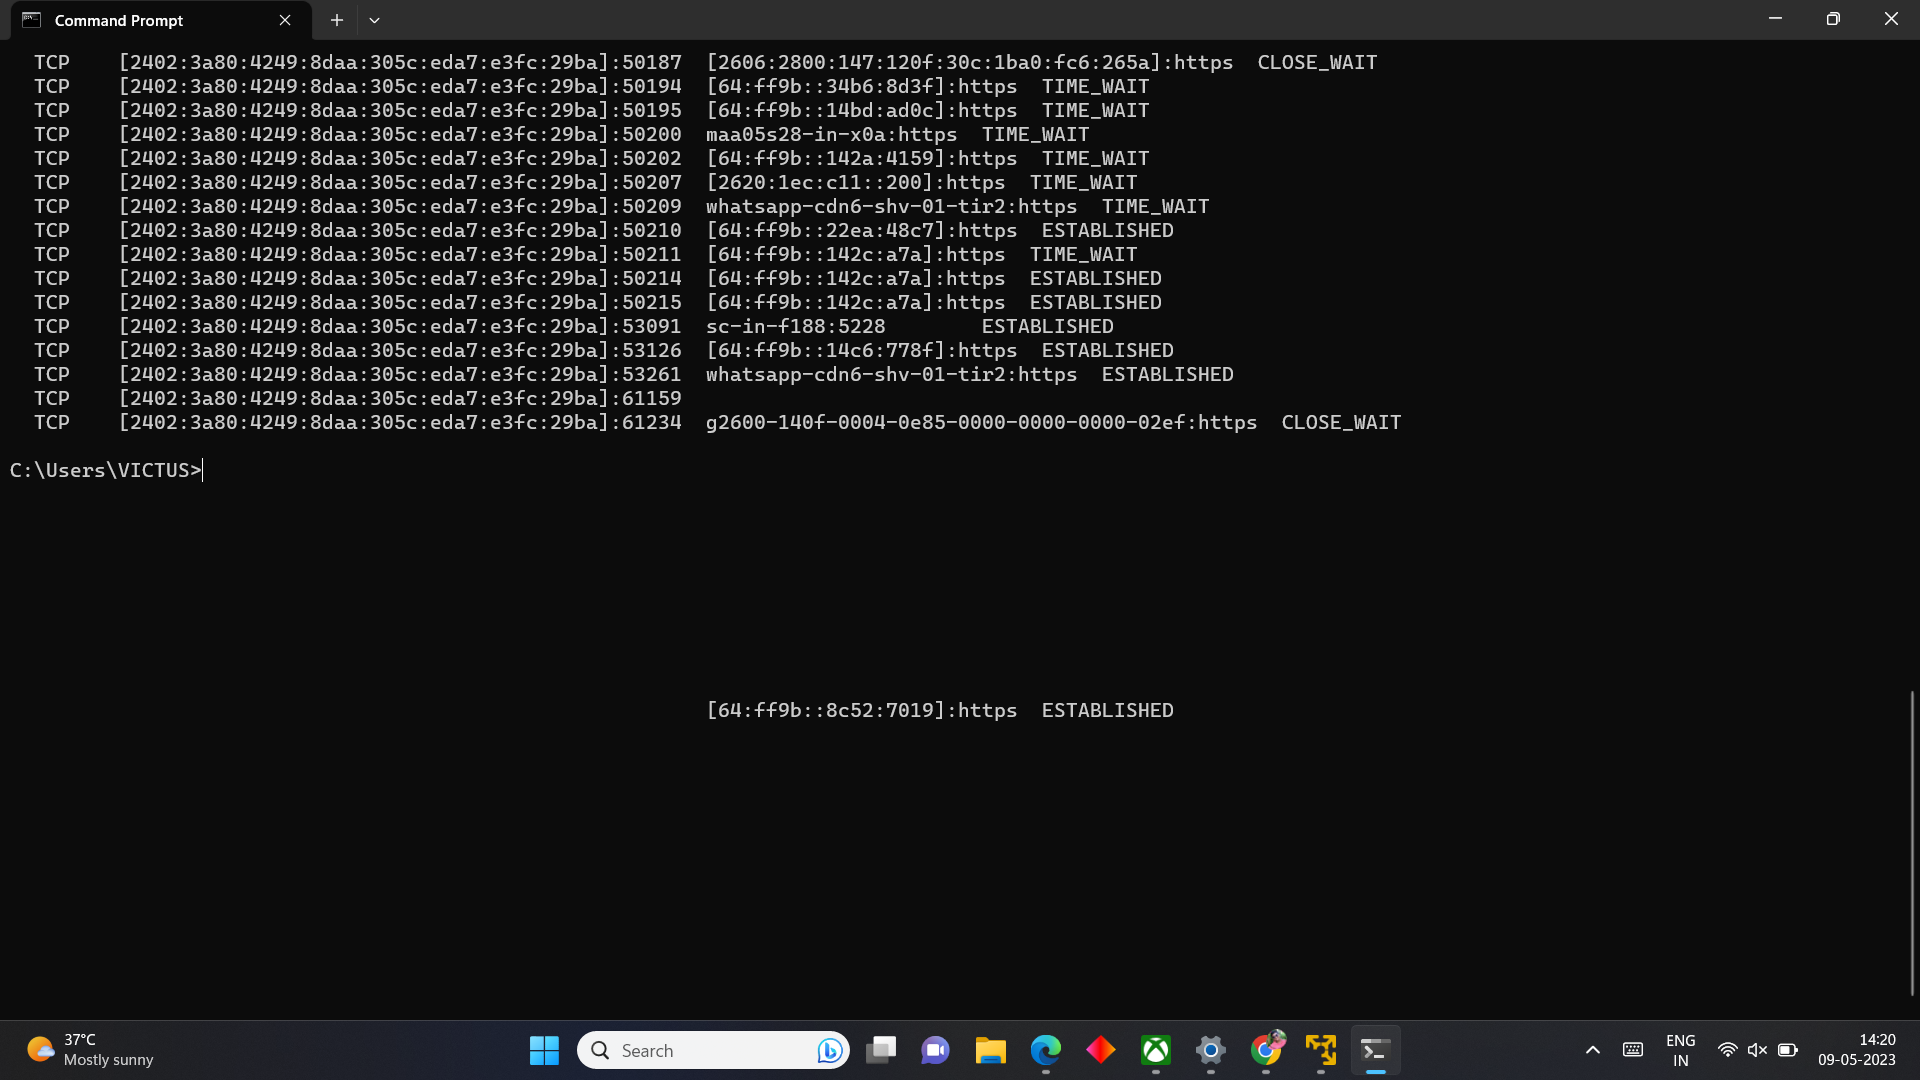 Command Prompt
TCP    [2402:3a80:4249:8daa:305c:eda7:e3fc:29ba]:50187  [2606:2800:147:120f:30c:1ba0:fc6:265a]:https  CLOSE_WAIT
TCP    [2402:3a80:4249:8daa:305c:eda7:e3fc:29ba]:50194  [64:ff9b::34b6:8d3f]:https  TIME_WAIT
TCP    [2402:3a80:4249:8daa:305c:eda7:e3fc:29ba]:50195  [64:ff9b::14bd:ad0c]:https  TIME_WAIT
TCP    [2402:3a80:4249:8daa:305c:eda7:e3fc:29ba]:50200  maa05s28-in-x0a:https  TIME_WAIT
TCP    [2402:3a80:4249:8daa:305c:eda7:e3fc:29ba]:50202  [64:ff9b::142a:4159]:https  TIME_WAIT
TCP    [2402:3a80:4249:8daa:305c:eda7:e3fc:29ba]:50207  [2620:1ec:c11::200]:https  TIME_WAIT
TCP    [2402:3a80:4249:8daa:305c:eda7:e3fc:29ba]:50209  whatsapp-cdn6-shv-01-tir2:https  TIME_WAIT
TCP    [2402:3a80:4249:8daa:305c:eda7:e3fc:29ba]:50210  [64:ff9b::22ea:48c7]:https  ESTABLISHED
TCP    [2402:3a80:4249:8daa:305c:eda7:e3fc:29ba]:50211  [64:ff9b::142c:a7a]:https  TIME_WAIT
TCP    [2402:3a80:4249:8daa:305c:eda7:e3fc:29ba]:50214  [64:ff9b::142c:a7a]:https  ESTABLISHED
TCP    [2402:3a80:4249:8daa:305c:eda7:e3fc:29ba]:50215  [64:ff9b::142c:a7a]:https  ESTABLISHED
TCP    [2402:3a80:4249:8daa:305c:eda7:e3fc:29ba]:53091  sc-in-f188:5228        ESTABLISHED
TCP    [2402:3a80:4249:8daa:305c:eda7:e3fc:29ba]:53126  [64:ff9b::14c6:778f]:https  ESTABLISHED
TCP    [2402:3a80:4249:8daa:305c:eda7:e3fc:29ba]:53261  whatsapp-cdn6-shv-01-tir2:https  ESTABLISHED
TCP    [2402:3a80:4249:8daa:305c:eda7:e3fc:29ba]:61159
TCP    [2402:3a80:4249:8daa:305c:eda7:e3fc:29ba]:61234  g2600-140f-0004-0e85-0000-0000-0000-02ef:https  CLOSE_WAIT
C:\Users\VICTUS>
[64:ff9b::8c52:7019]:https  ESTABLISHED
37°C
Mostly sunny
Search
ENG
IN
14:20
09-05-2023